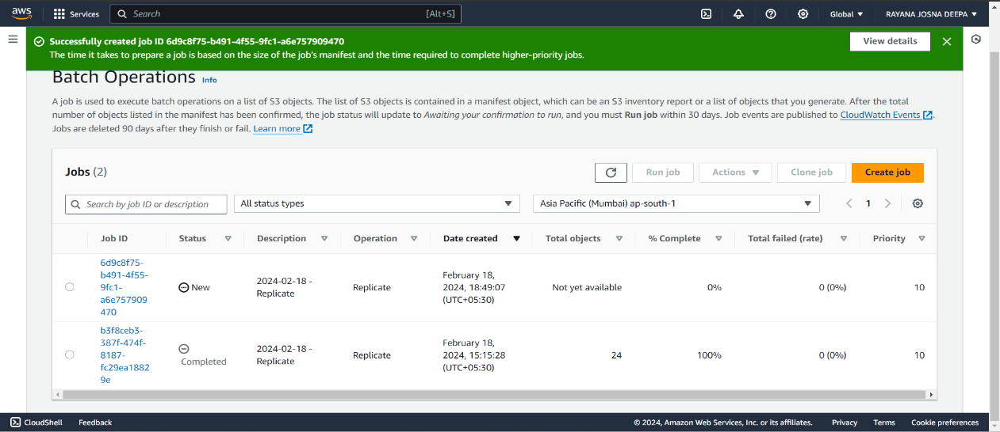 aws
Services
Search
[Alt+S]
Global
RAYANA JOSNA DEEPA
Successfully created job ID 6d9c8f75-b491-4f55-9fc1-a6e757909470
The time it takes to prepare a job is based on the size of the job's manifest and the time required to complete higher-priority jobs.
View details
Batch Operations Info
A job is used to execute batch operations on a list of S3 objects. The list of S3 objects is contained in a manifest object, which can be an S3 inventory report or a list of objects that you generate. After the total
number of objects listed in the manifest has been confirmed, the job status will update to Awaiting your confirmation to run, and you must Run job within 30 days. Job events are published to CloudWatch Events.
Jobs are deleted 90 days after they finish or fail. Learn more
Jobs (2)
Run job
Actions
Clone job
Create job
Search by job ID or description
All status types
Asia Pacific (Mumbai) ap-south-1
1
Job ID
Status
Description
Operation
Date created
Total objects
% Complete
Total failed (rate)
Priority
6d9c8f75-
b491-4f55-
9fc1-
a6e757909
470
New
2024-02-18 -
Replicate
Replicate
February 18,
2024, 18:49:07
(UTC+05:30)
Not yet available
0%
0 (0%)
10
b3f8ceb3-
387f-474f-
8187-
fc29ea1882
9e
Completed
2024-02-18 -
Replicate
Replicate
February 18,
2024, 15:15:28
(UTC+05:30)
24
100%
0 (0%)
10
CloudShell
Feedback
© 2024, Amazon Web Services, Inc. or its affiliates.
Privacy
Terms
Cookie preferences